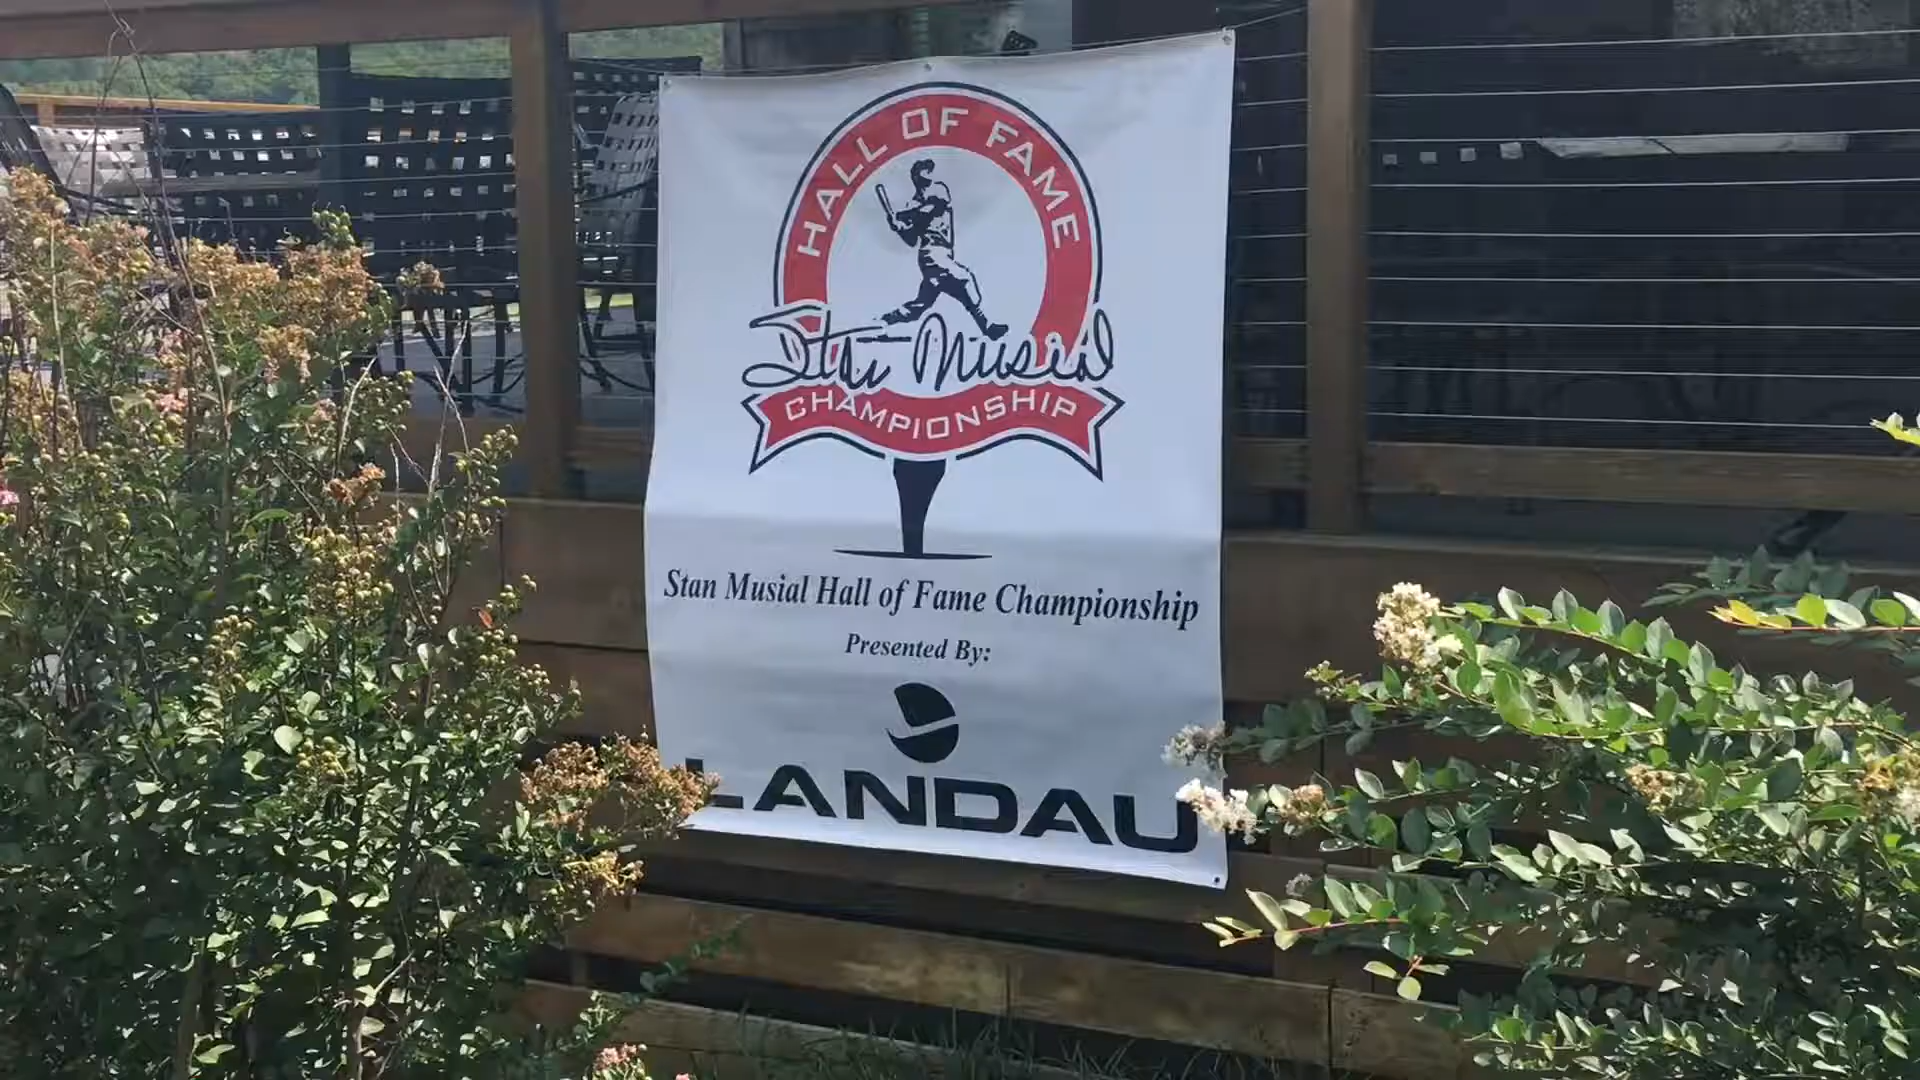 HALL OF FAME
Stan Musial
CHAMPIONSHIP
Stan Musial Hall of Fame Championship
Presented By:
LANDAU